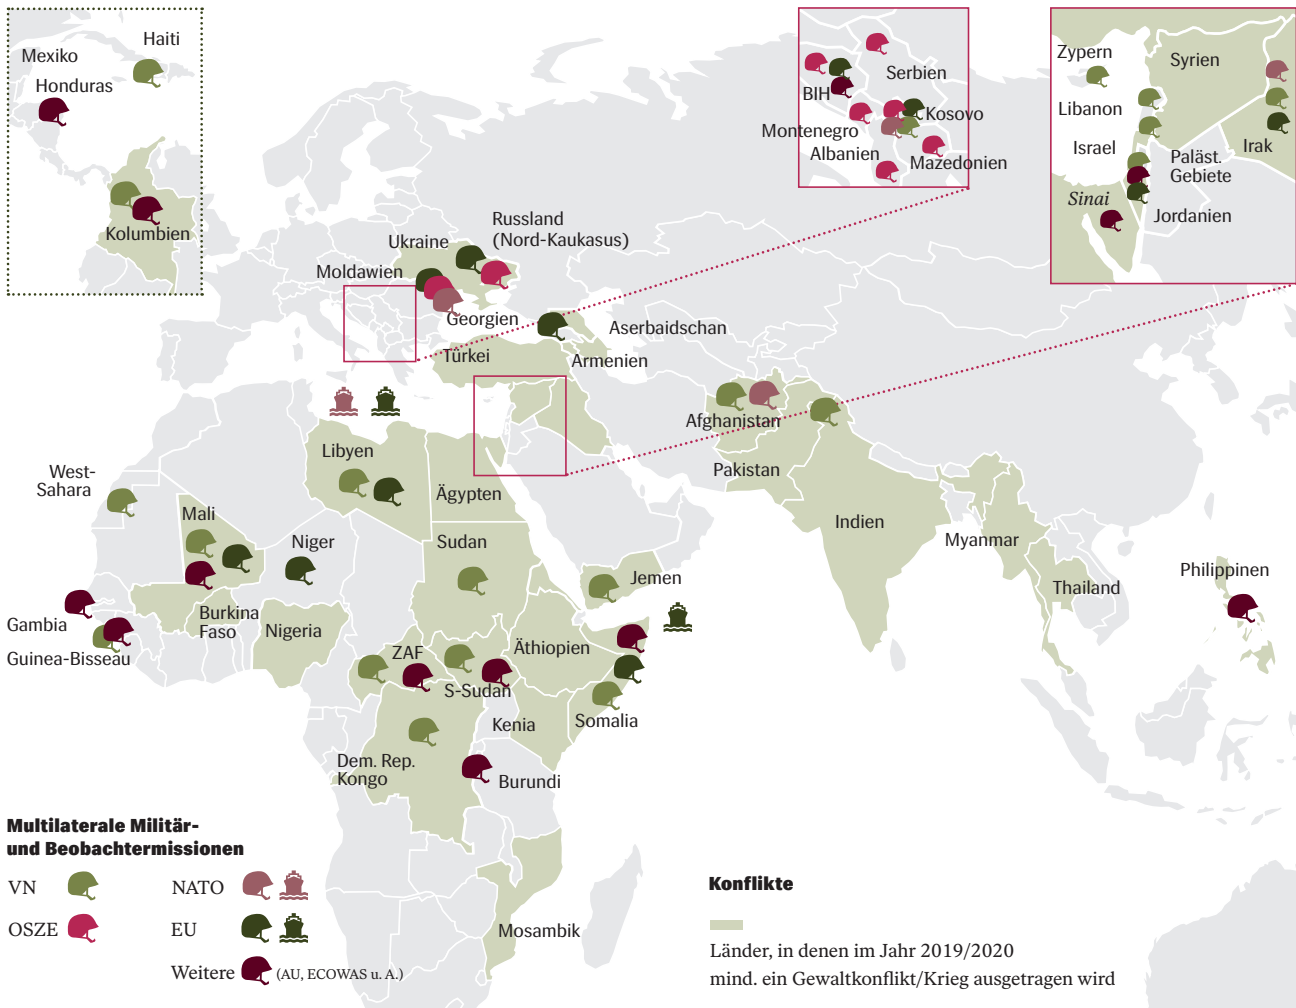 Haiti
Mexiko
Honduras
Kolumbien
Serbien
BIH
Kosovo
Montenegro
Albanien
Mazedonien
Zypern
Syrien
Libanon
Israel
Irak
Paläst.
Gebiete
Sinai
Jordanien
Russland
(Nord-Kaukasus)
Ukraine
Moldawien
Georgien
Aserbaidschan
Türkei
Armenien
Afghanistan
Pakistan
Libyen
Ägypten
West-
Sahara
Mali
Niger
Sudan
Indien
Myanmar
Jemen
Thailand
Philippinen
Gambia
Burkina
Faso
Nigeria
Guinea-Bissau
ZAF
Äthiopien
S-Sudan
Kenia
Somalia
Dem. Rep.
Kongo
Burundi
Mosambik
Multilaterale Militär-
und Beobachtermissionen
VN
NATO
OSZE
EU
Weitere (AU, ECOWAS u. A.)
Konflikte
Länder, in denen im Jahr 2019/2020
mind. ein Gewaltkonflikt/Krieg ausgetragen wird